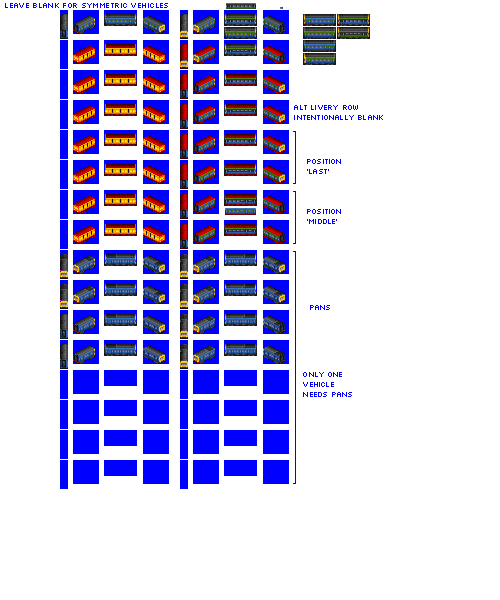 LEAVE BLANK FOR SYMMETRIC VEHICLES
ALT LIVERY ROW
INTENTIONALLY BLANK
POSITION
'LAST'
POSITION
'MIDDLE'
PANS
ONLY ONE
VEHICLE
NEEDS PANS